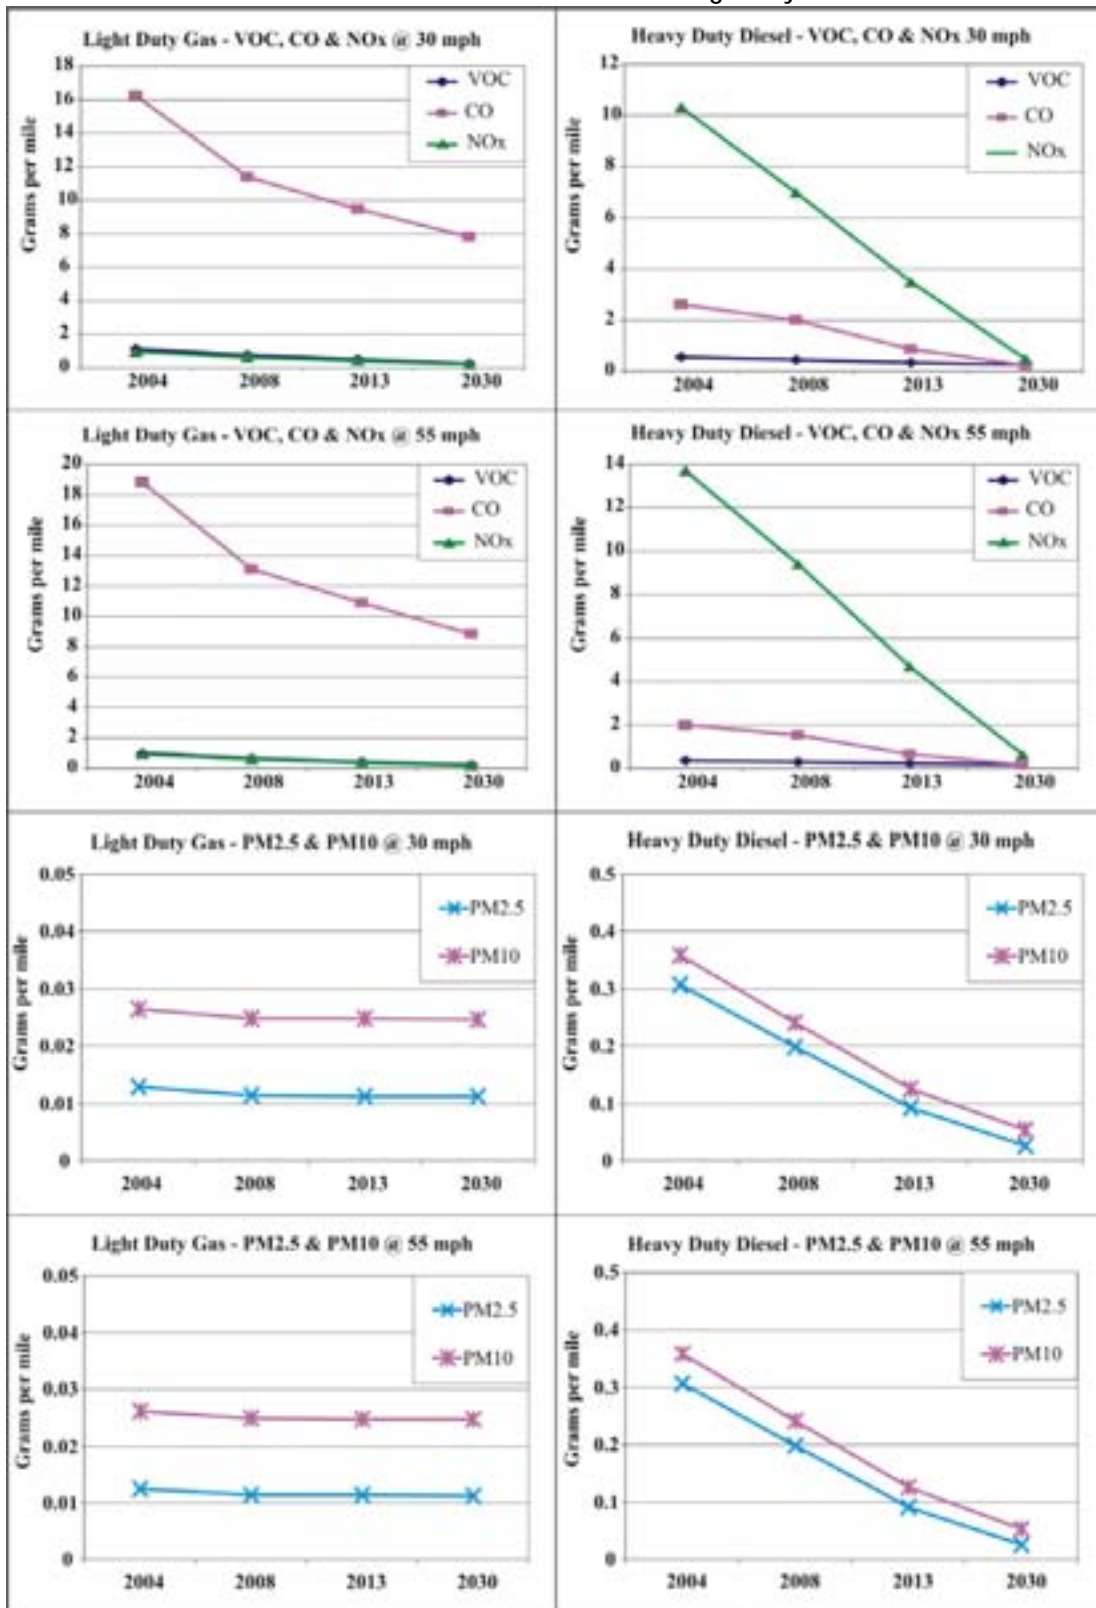 Light Duty Gas - VOC, CO & NOx @ 30 mph
Grams per mile
18
16
14
12
10
8
6
4
2
0
VOC
CO
NOx
2004 2008 2013 2030
Heavy Duty Diesel - VOC, CO & NOx 30 mph
Grams per mile
12
10
8
6
4
2
0
VOC
CO
NOx
2004 2008 2013 2030
Light Duty Gas - VOC, CO & NOx @ 55 mph
Grams per mile
20
18
16
14
12
10
8
6
4
2
0
VOC
CO
NOx
2004 2008 2013 2030
Heavy Duty Diesel - VOC, CO & NOx 55 mph
Grams per mile
14
12
10
8
6
4
2
0
VOC
CO
NOx
2004 2008 2013 2030
Light Duty Gas - PM2.5 & PM10 @ 30 mph
Grams per mile
0.05
0.04
0.03
0.02
0.01
0
PM2.5
PM10
2004 2008 2013 2030
Heavy Duty Diesel - PM2.5 & PM10 @ 30 mph
Grams per mile
0.5
0.4
0.3
0.2
0.1
0
PM2.5
PM10
2004 2008 2013 2030
Light Duty Gas - PM2.5 & PM10 @ 55 mph
Grams per mile
0.05
0.04
0.03
0.02
0.01
0
PM2.5
PM10
2004 2008 2013 2030
Heavy Duty Diesel - PM2.5 & PM10 @ 55 mph
Grams per mile
0.5
0.4
0.3
0.2
0.1
0
PM2.5
PM10
2004 2008 2013 2030